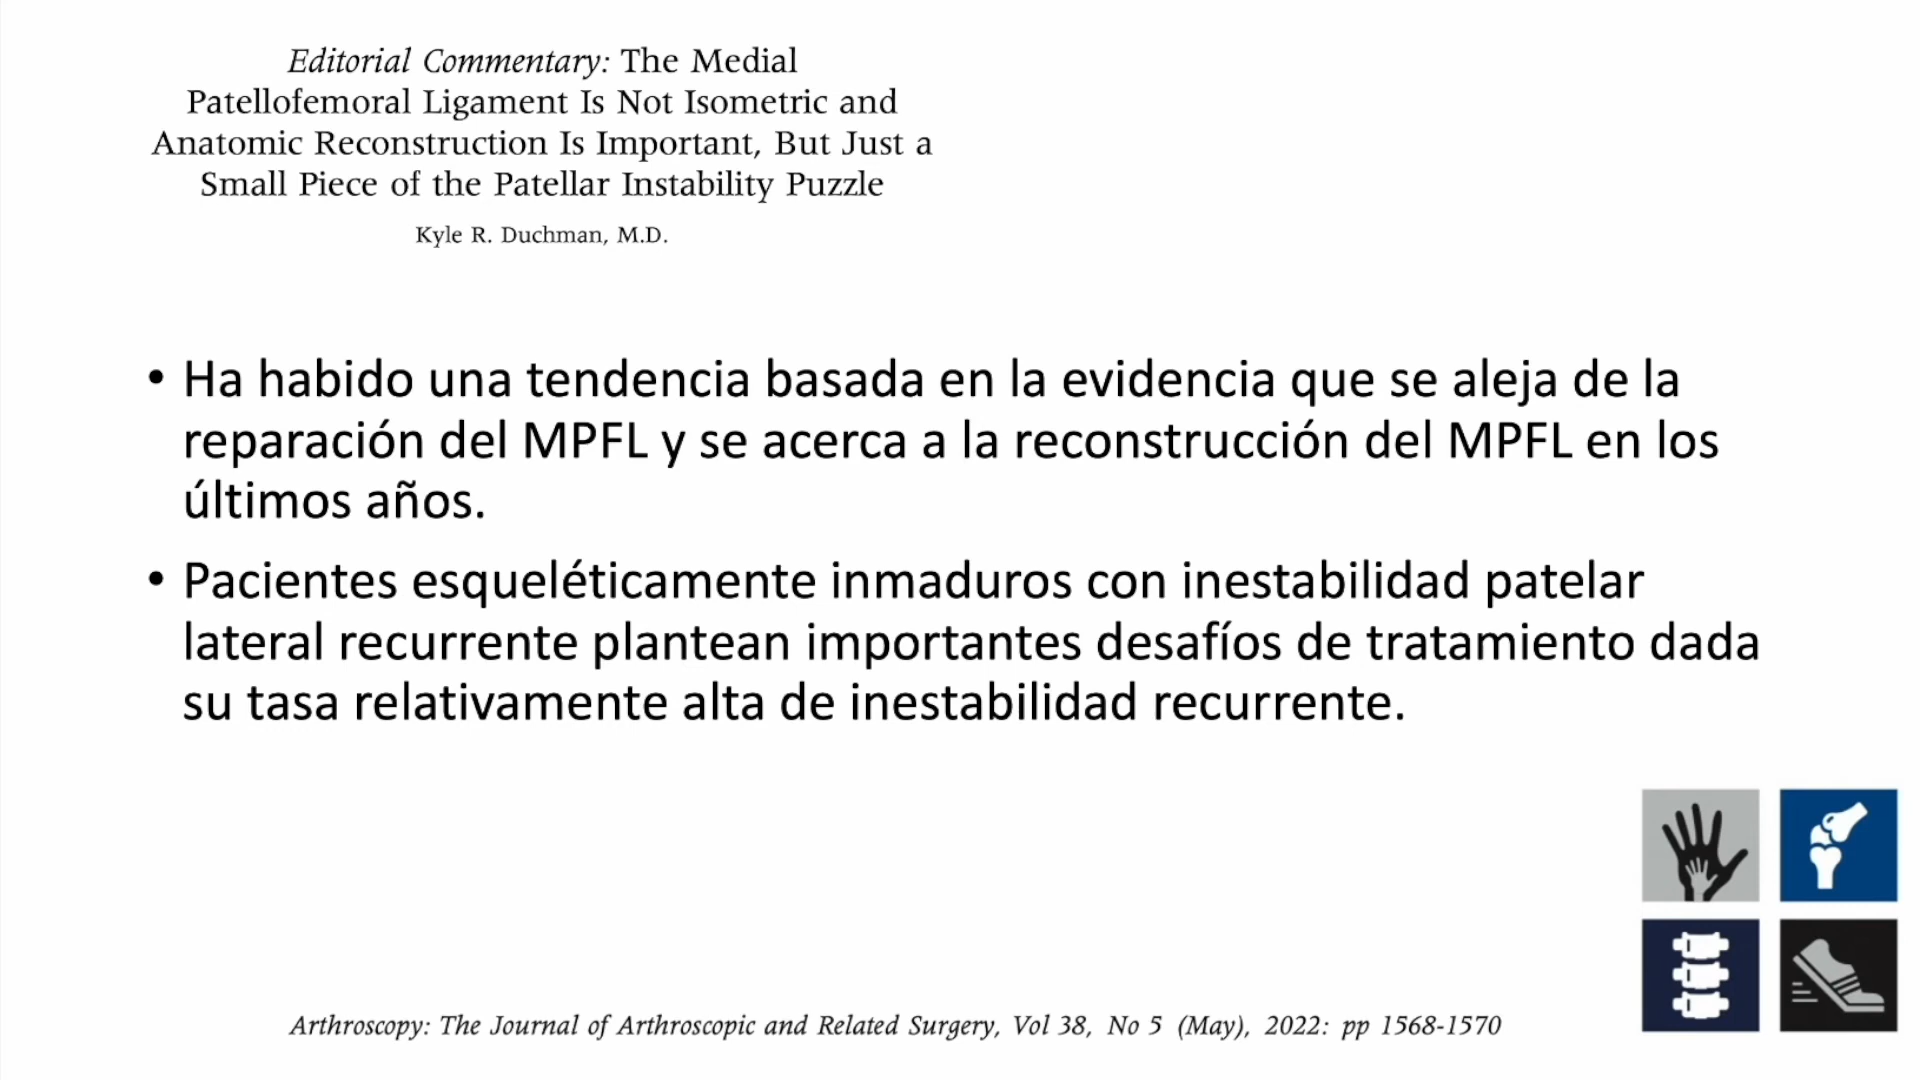 Editorial Commentary: The Medial
Patellofemoral Ligament Is Not Isometric and
Anatomic Reconstruction Is Important, But Just a
Small Piece of the Patellar Instability Puzzle
Kyle R. Duchman, M.D.
• Ha habido una tendencia basada en la evidencia que se aleja de la
reparación del MPFL y se acerca a la reconstrucción del MPFL en los
últimos años.
• Pacientes esqueléticamente inmaduros con inestabilidad patelar
lateral recurrente plantean importantes desafíos de tratamiento dada
su tasa relativamente alta de inestabilidad recurrente.
Arthroscopy: The Journal of Arthroscopic and Related Surgery, Vol 38, No 5 (May), 2022: pp 1568-1570